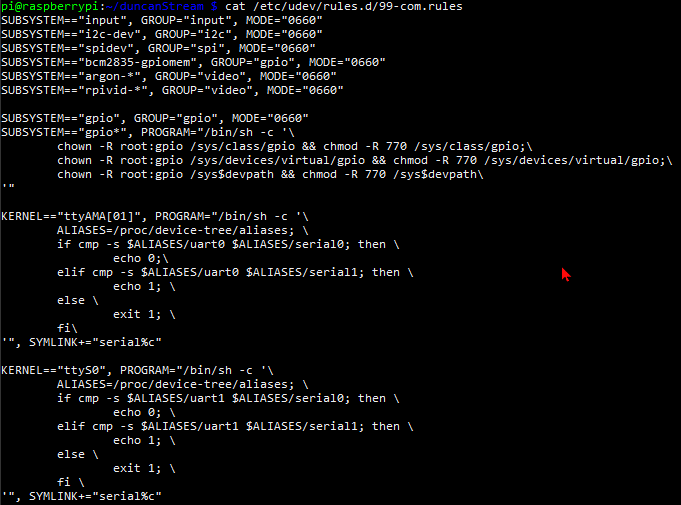 pi@raspberrypi:~/duncanStream $ cat /etc/udev/rules.d/99-com.rules
SUBSYSTEM=="input", GROUP="input", MODE="0660"
SUBSYSTEM=="i2c-dev", GROUP="i2c", MODE="0660"
SUBSYSTEM=="spidev", GROUP="spi", MODE="0660"
SUBSYSTEM=="bcm2835-gpiomem", GROUP="gpio", MODE="0660"
SUBSYSTEM=="argon-*", GROUP="video", MODE="0660"
SUBSYSTEM=="rpivid-*", GROUP="video", MODE="0660"

SUBSYSTEM=="gpio", GROUP="gpio", MODE="0660"
SUBSYSTEM=="gpio*", PROGRAM="/bin/sh -c '\
        chown -R root:gpio /sys/class/gpio && chmod -R 770 /sys/class/gpio;\
        chown -R root:gpio /sys/devices/virtual/gpio && chmod -R 770 /sys/devices/virtual/gpio;\
        chown -R root:gpio /sys$devpath && chmod -R 770 /sys$devpath\
'"

KERNEL=="ttyAMA[01]", PROGRAM="/bin/sh -c '\
        ALIASES=/proc/device-tree/aliases; \
        if cmp -s $ALIASES/uart0 $ALIASES/serial0; then \
                echo 0;\
        elif cmp -s $ALIASES/uart0 $ALIASES/serial1; then \
                echo 1; \
        else \
                exit 1; \
        fi\
'", SYMLINK+="serial%c"

KERNEL=="ttyS0", PROGRAM="/bin/sh -c '\
        ALIASES=/proc/device-tree/aliases; \
        if cmp -s $ALIASES/uart1 $ALIASES/serial0; then \
                echo 0; \
        elif cmp -s $ALIASES/uart1 $ALIASES/serial1; then \
                echo 1; \
        else \
                exit 1; \
        fi \
'", SYMLINK+="serial%c"